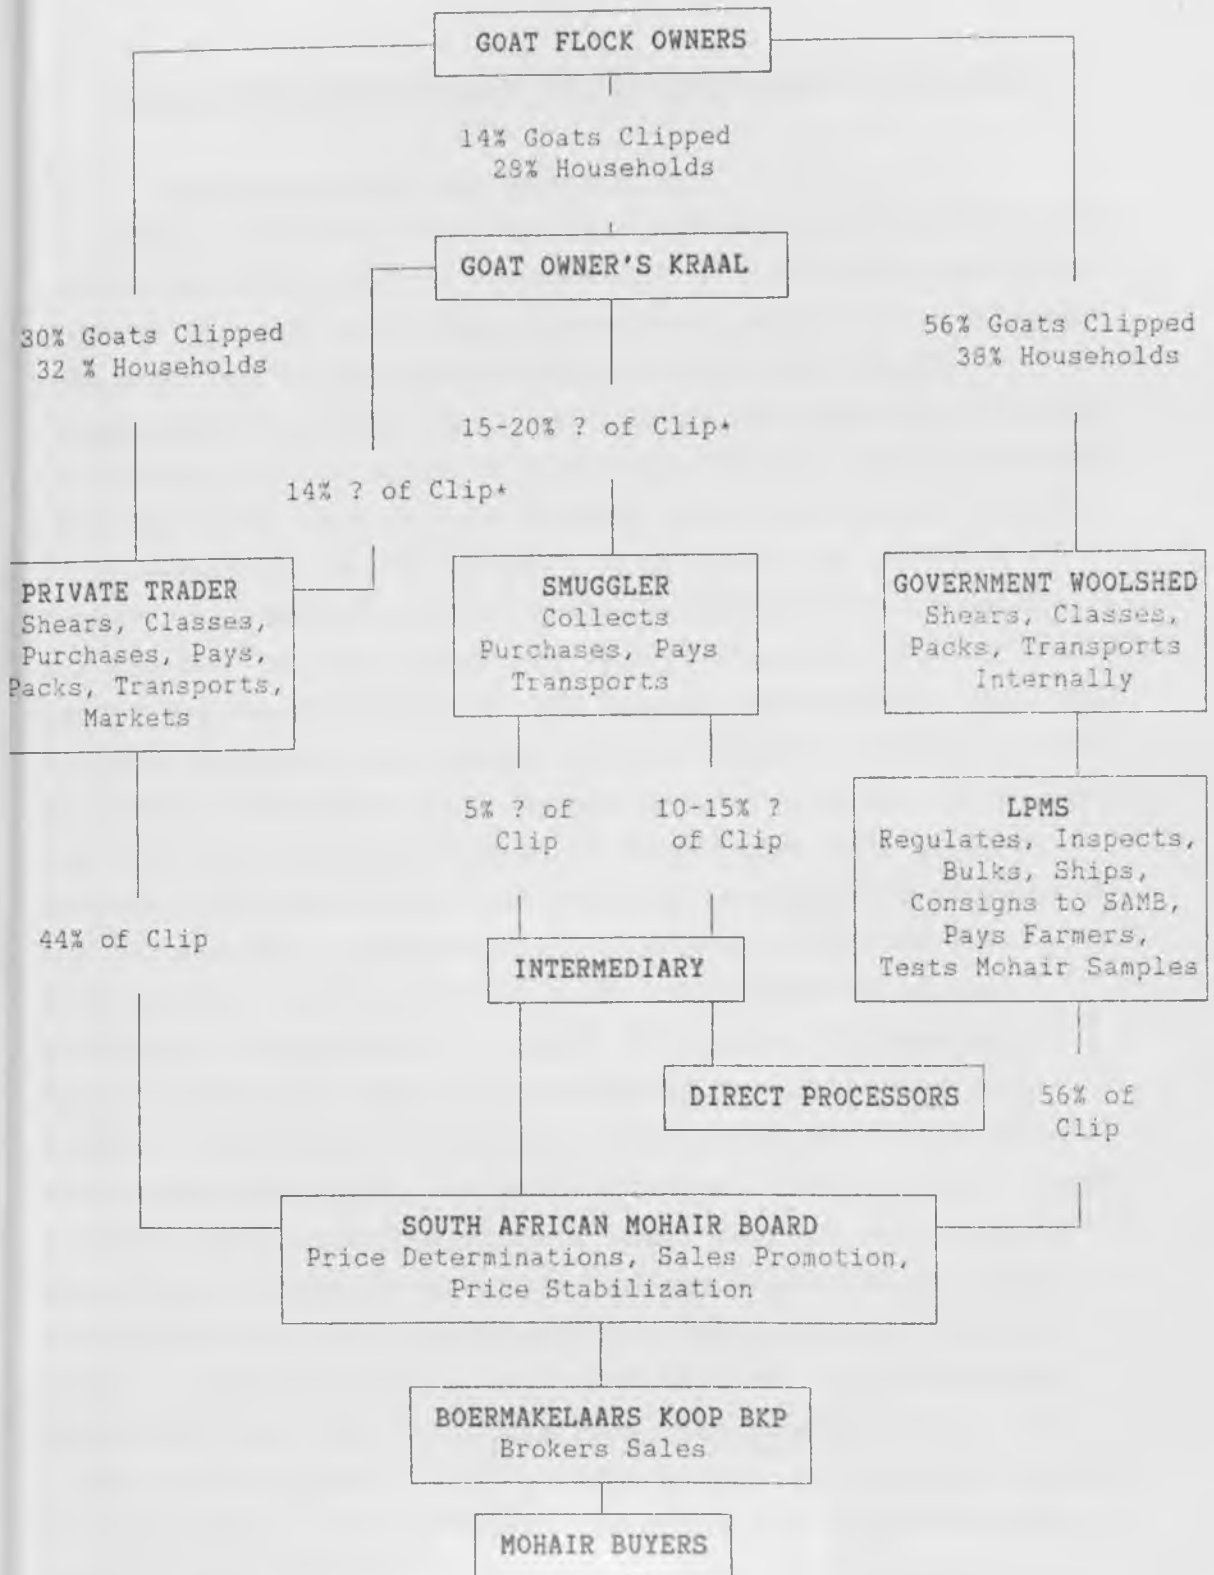 GOAT FLOCK OWNERS
14% Goats Clipped
28% Households
GOAT OWNER'S KRAAL
30% Goats Clipped
32 % Households
56% Goats Clipped
38% Households
15-20% ? of Clip*
14% ? of Clip*
PRIVATE TRADER
Shears, Classes,
Purchases, Pays,
Packs, Transports,
Markets
SMUGGLER
Collects
Purchases, Pays
Transports
GOVERNMENT WOOLSHED
Shears, Classes,
Packs, Transports
Internally
5% ? of
Clip
10-15% ?
of Clip
LPMS
Regulates, Inspects,
Bulks, Ships,
Consigns to SAMB,
Pays Farmers,
Tests Mohair Samples
44% of Clip
INTERMEDIARY
DIRECT PROCESSORS
56% of
Clip
SOUTH AFRICAN MOHAIR BOARD
Price Determinations, Sales Promotion,
Price Stabilization
BOERMAKELAARS KOOP BKP
Brokers Sales
MOHAIR BUYERS